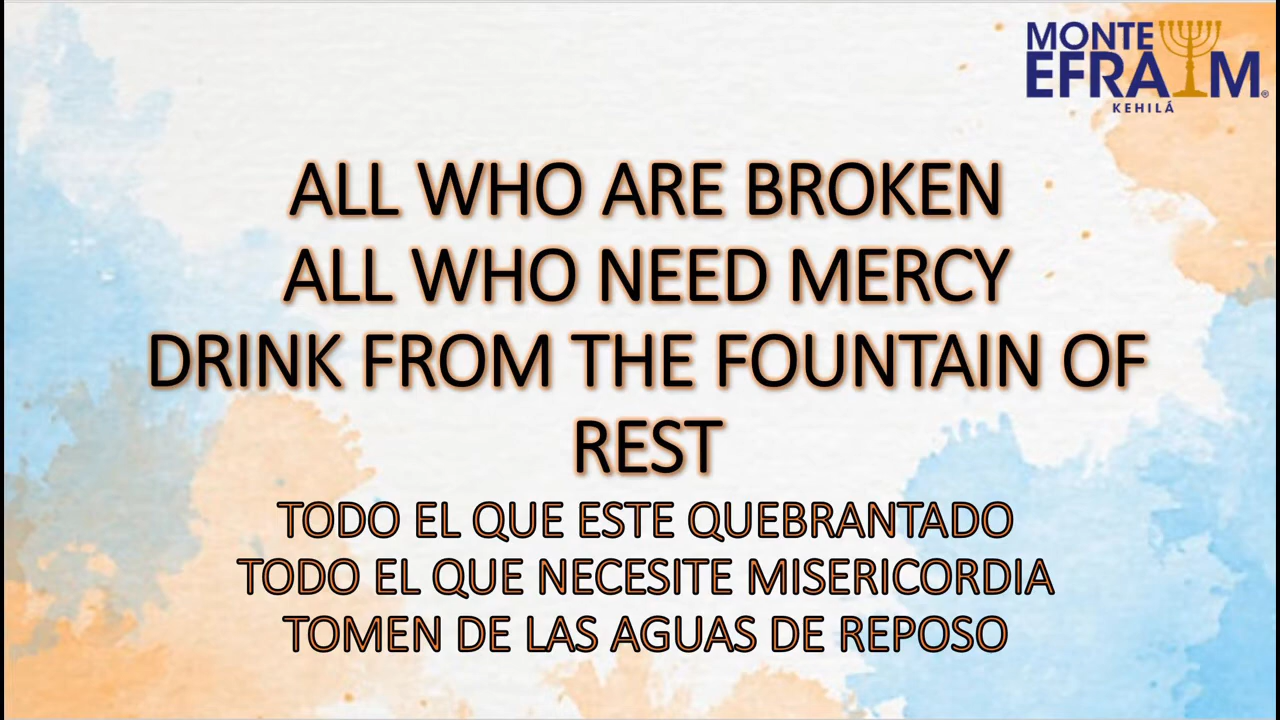 MONTE
EFRAIM®
KEHILÁ
ALL WHO ARE BROKEN
ALL WHO NEED MERCY
DRINK FROM THE FOUNTAIN OF
REST
TODO EL QUE ESTE QUEBRANTADO
TODO EL QUE NECESITE MISERICORDIA
TOMEN DE LAS AGUAS DE REPOSO